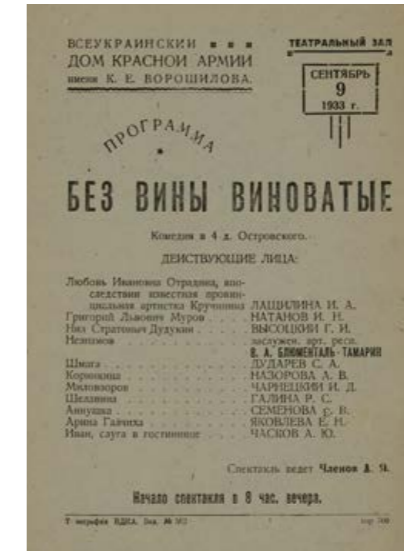 ВСЕУКРАИНСКИЙ
ДОМ КРАСНОЙ АРМИИ
имени К. Е. ВОРОШИЛОВА.
ТЕАТРАЛЬНЫЙ ЗАЛ
СЕНТЯБРЬ
9
1933 г.
ПРОГРАММА
БЕЗ ВИНЫ ВИНОВАТЫЕ
Комедия в 4 д. Островского.
ДЕЙСТВУЮЩИЕ ЛИЦА:
Любовь Ивановна Отрадина, впо-
следствии известная провин-
циальная артистка Кручинина ЛАЩИЛИНА И. А.
Григорий Львович Муров . . . НАТАНОВ И. Н.
Нил Стратоныч Дудукин . . . ВЫСОЦКИЙ Г. И.
Незнамов . . . заслужен. арт. респ.
В. А. БЛЮМЕНТАЛЬ-ТАМАРИН
Шмага . . . ДУДАРЕВ С. А.
Коринкина . . . НАЗОРОВА А. В.
Миловзоров . . . ЧАРНЕЦКИЙ И. Д.
Шелавина . . . ГАЛИНА Р. С.
Аннушка . . . СЕМЕНОВА С. В.
Арина Галчиха . . . ЯКОВЛЕВА Е. Н.
Иван, слуга в гостинице . . . ЧАСКОВ А. Ю.
Спектакль ведет Членов А. Я.
Начало спектакля в 8 час. вечера.